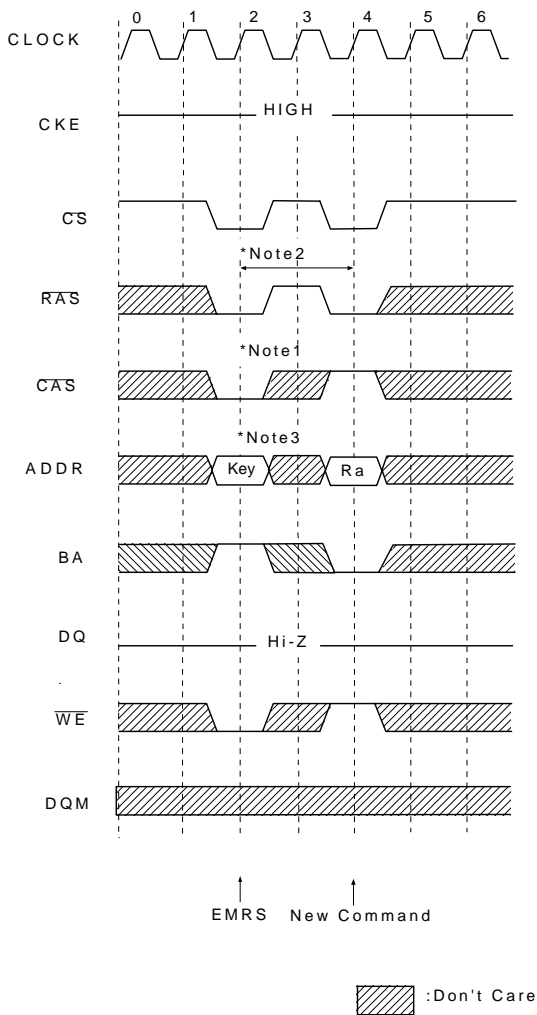 0 1 2 3 4 5 6
CLOCK
HIGH
CKE
CS
*Note2
RAS
*Note1
CAS
*Note3
ADDR Key Ra
BA
DQ Hi-Z
WE
DQM
EMRS New Command
:Don't Care